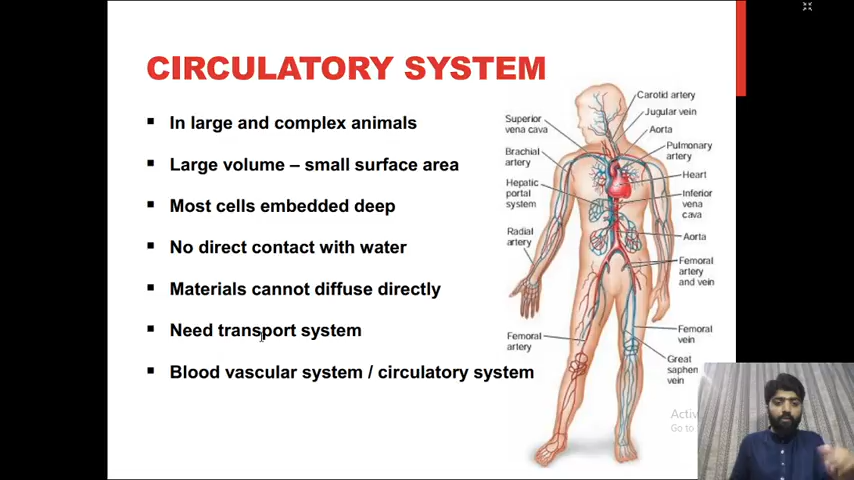 CIRCULATORY SYSTEM
In large and complex animals
Large volume – small surface area
Most cells embedded deep
No direct contact with water
Materials cannot diffuse directly
Need transport system
Blood vascular system / circulatory system
Superior
vena cava
Brachial
artery
Hepatic
portal
system
Radial
artery
Femoral
artery
Carotid artery
Jugular vein
Aorta
Pulmonary
artery
Heart
Inferior
vena
cava
Aorta
Femoral
artery
and vein
Femoral
vein
Great
saphen
vein
Activ
Go to